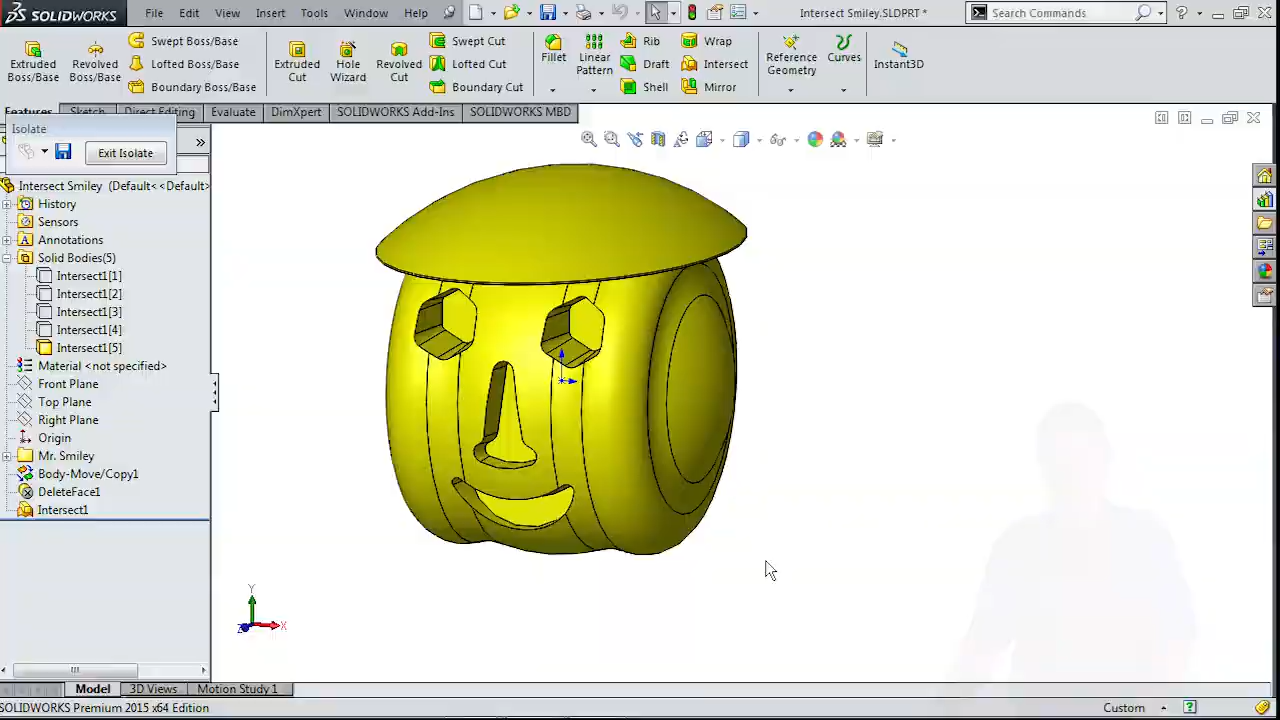 SOLIDWORKS File Edit View Insert Tools Window Help Intersect Smiley.SLDPRT * Search Commands
Extruded Boss/Base
Revolved Boss/Base
Swept Boss/Base
Lofted Boss/Base
Boundary Boss/Base
Extruded Cut
Hole Wizard
Revolved Cut
Swept Cut
Lofted Cut
Boundary Cut
Fillet
Linear Pattern
Rib
Draft
Shell
Wrap
Intersect
Mirror
Reference Geometry
Curves
Instant3D
Features Sketch Direct Editing Evaluate DimXpert SOLIDWORKS Add-Ins SOLIDWORKS MBD
Isolate
Exit Isolate
Intersect Smiley (Default<<Default>
History
Sensors
Annotations
Solid Bodies(5)
Intersect1[1]
Intersect1[2]
Intersect1[3]
Intersect1[4]
Intersect1[5]
Material <not specified>
Front Plane
Top Plane
Right Plane
Origin
Mr. Smiley
Body-Move/Copy1
DeleteFace1
Intersect1
Y
Z X
Model 3D Views Motion Study 1
SOLIDWORKS Premium 2015 x64 Edition Custom